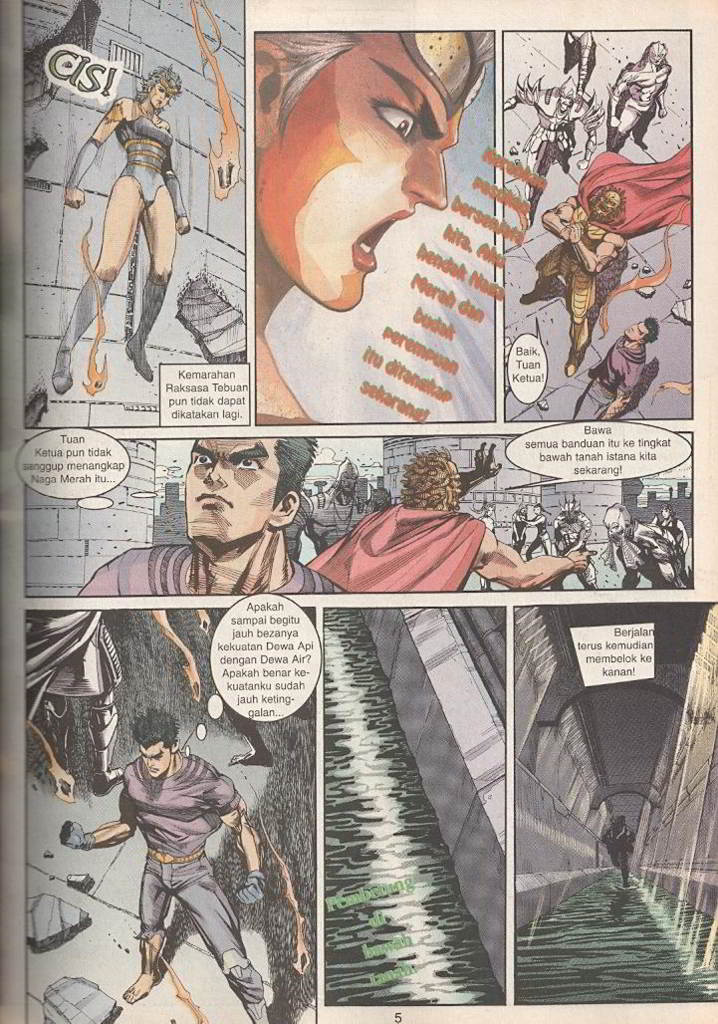 CIS!
Kemarahan
Raksasa Tebuan
pun tidak dapat
dikatakan lagi.
Kerahkan
pasukan
bersenjata
kita. Aku
hendak Naga
Merah dan
budak
perempuan
itu ditangkap
sekarang!
Baik,
Tuan
Ketua!
Tuan
Ketua pun tidak
sanggup menangkap
Naga Merah itu...
Bawa
semua banduan itu ke tingkat
bawah tanah istana kita
sekarang!
Apakah
sampai begitu
jauh bezanya
kekuatan Dewa Api
dengan Dewa Air?
Apakah benar ke-
kuatanku sudah
jauh keting-
galan...
Pembetung
di
bawah
tanah.
Berjalan
terus kemudian
membelok ke
kanan!
5